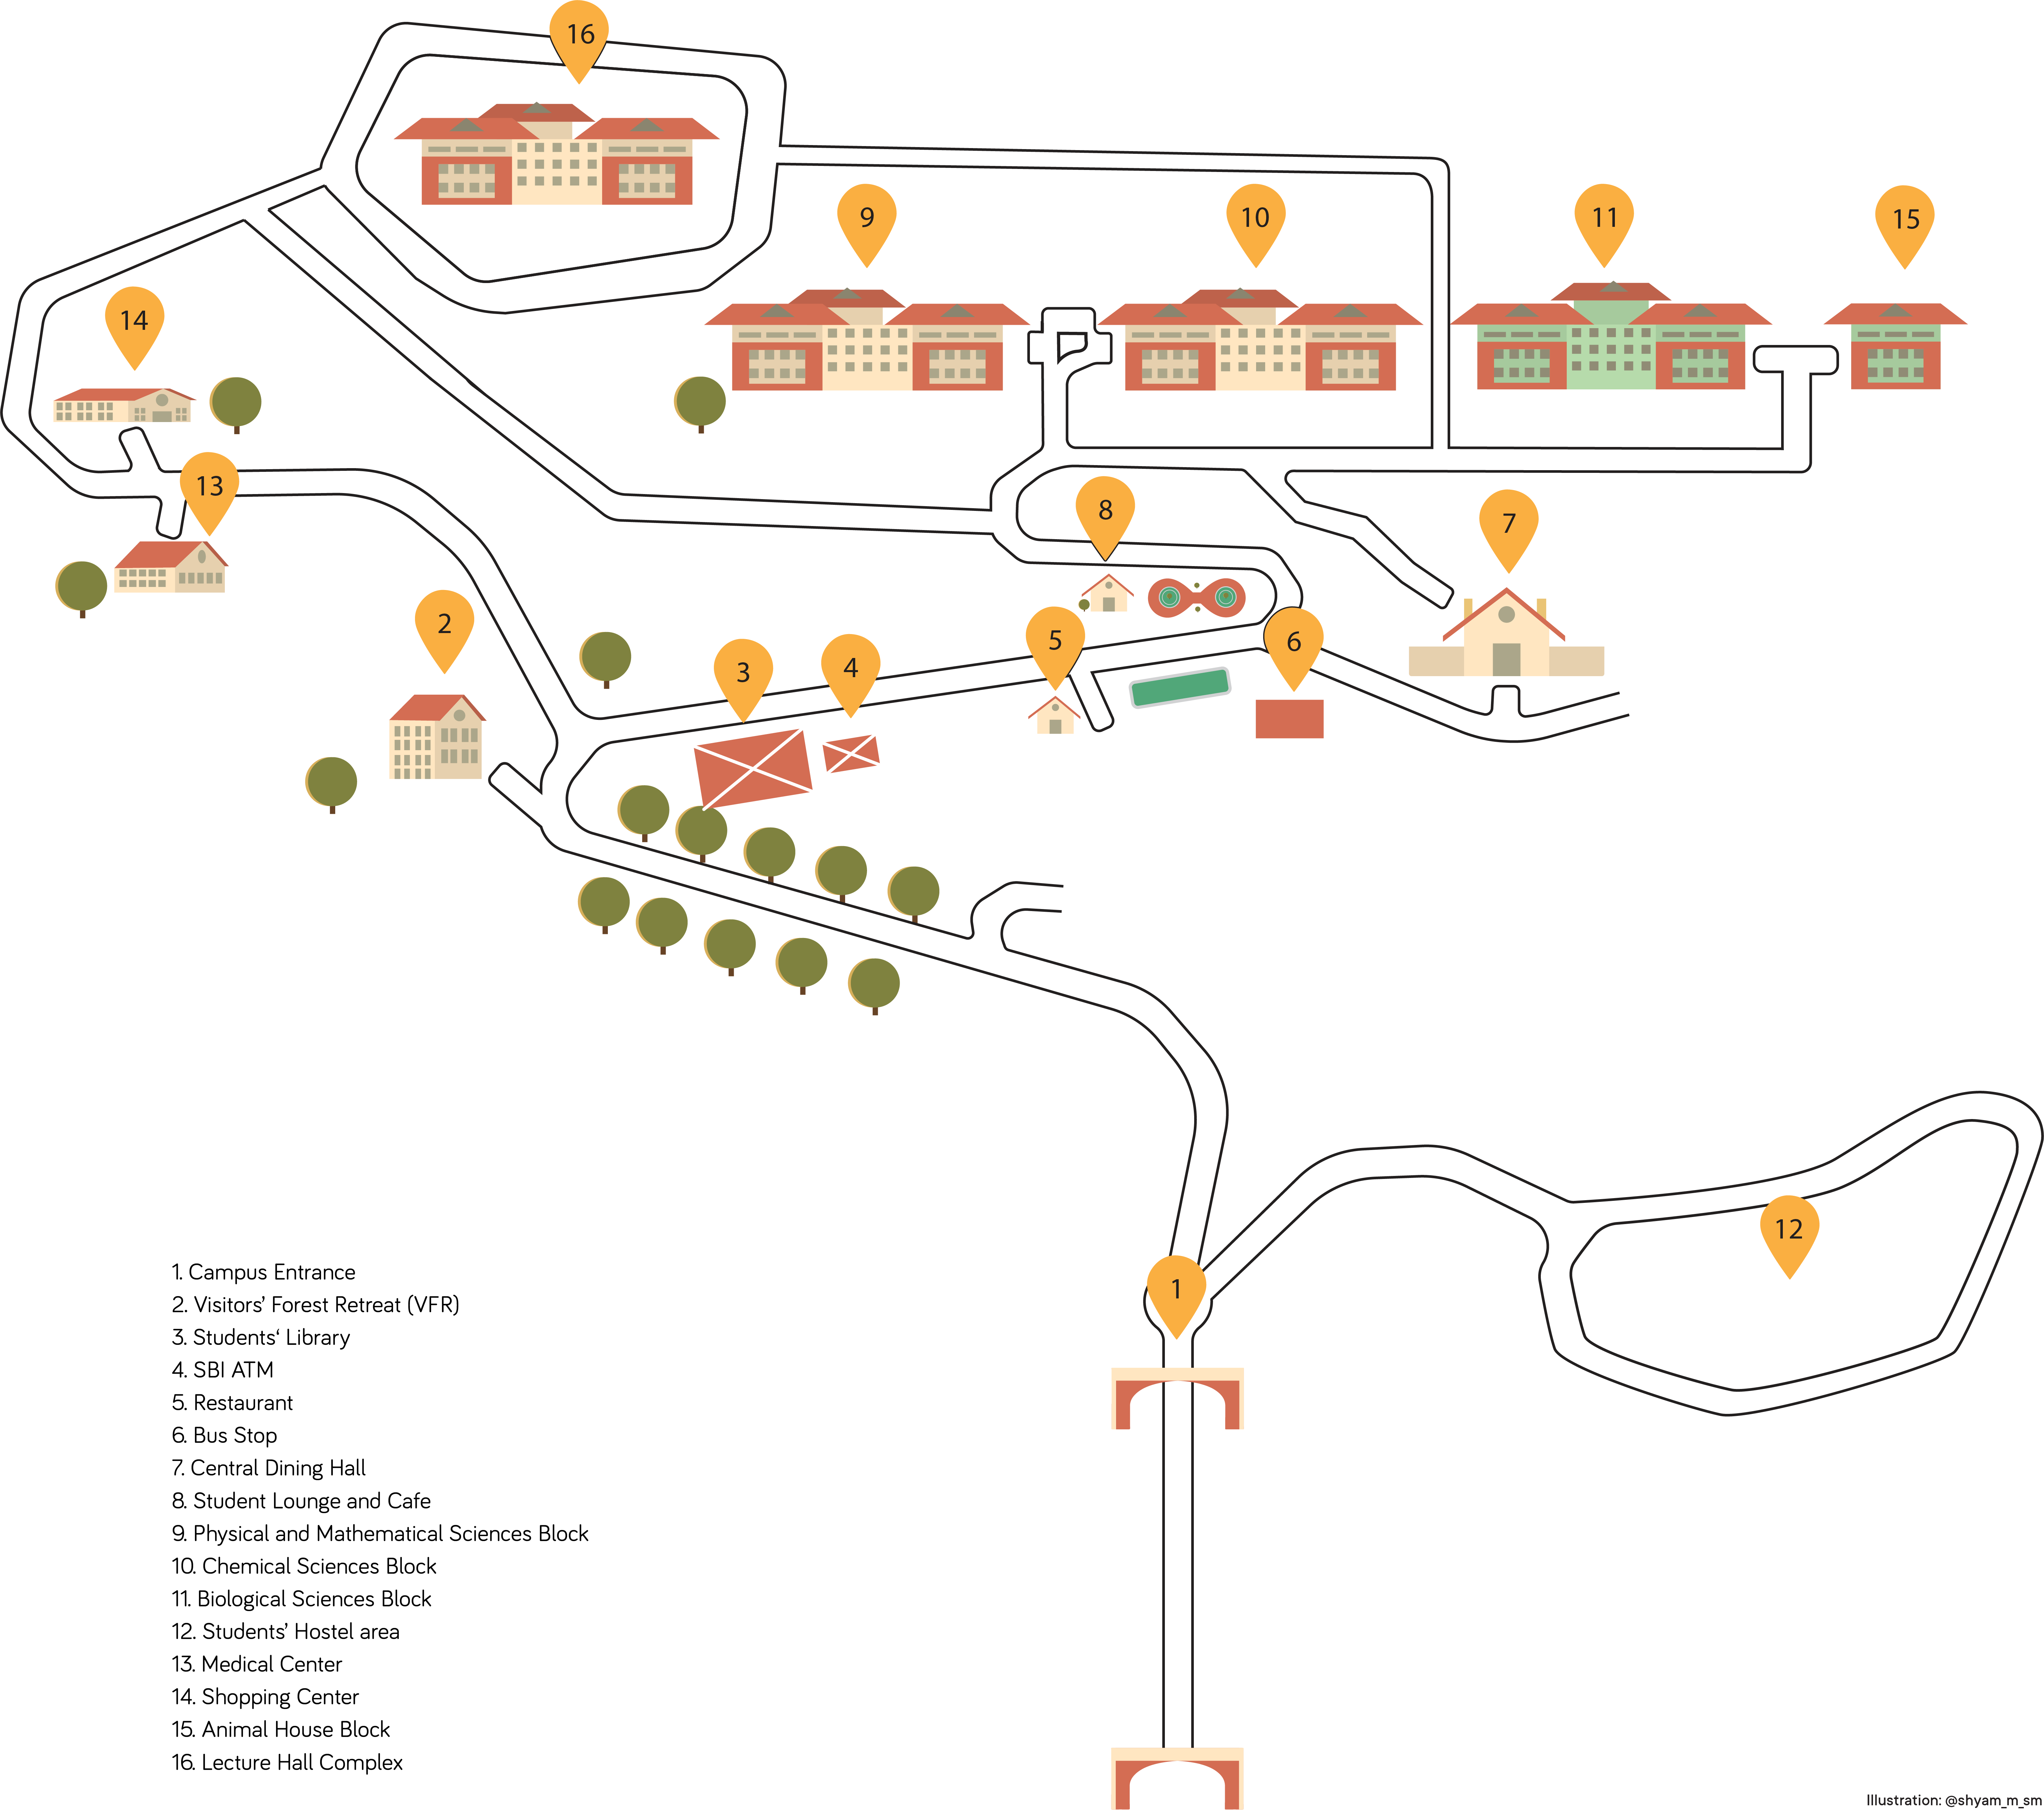 16
9
10
11
15
14
13
8
7
2
5
6
3
4
12
1
1. Campus Entrance
2. Visitors’ Forest Retreat (VFR)
3. Students‘ Library
4. SBI ATM
5. Restaurant
6. Bus Stop
7. Central Dining Hall
8. Student Lounge and Cafe
9. Physical and Mathematical Sciences Block
10. Chemical Sciences Block
11. Biological Sciences Block
12. Students’ Hostel area
13. Medical Center
14. Shopping Center
15. Animal House Block
16. Lecture Hall Complex
Illustration: @shyam_m_sm